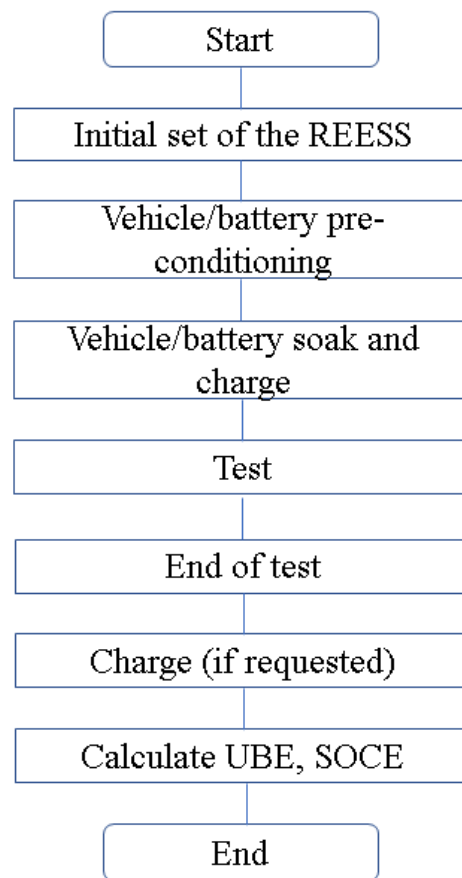 Start
Initial set of the REESS
Vehicle/battery pre-
conditioning
Vehicle/battery soak and
charge
Test
End of test
Charge (if requested)
Calculate UBE, SOCE
End